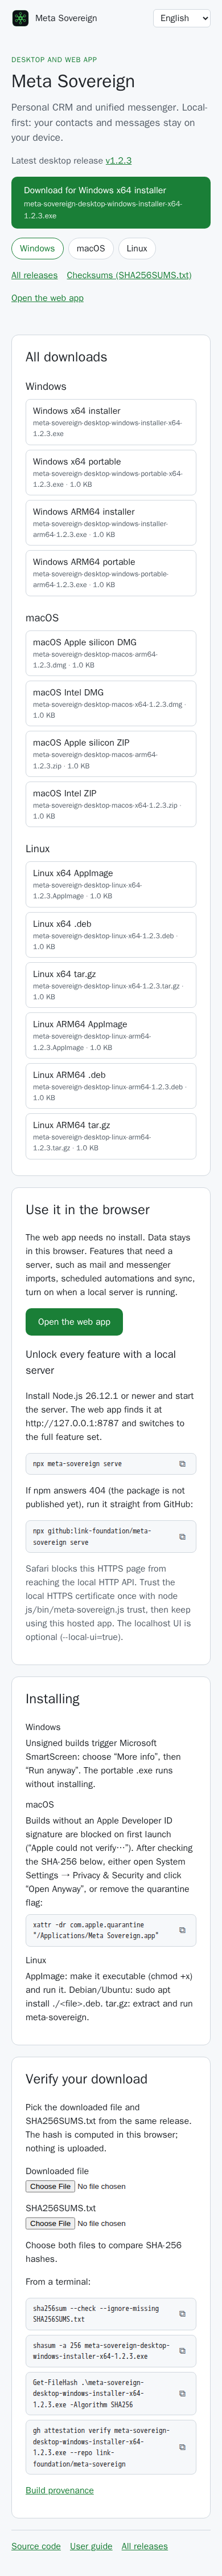 Meta Sovereign
English
DESKTOP AND WEB APP
Meta Sovereign
Personal CRM and unified messenger. Local-
first: your contacts and messages stay on
your device.
Latest desktop release v1.2.3
Download for Windows x64 installer
meta-sovereign-desktop-windows-installer-x64-
1.2.3.exe
Windows macOS Linux
All releases Checksums (SHA256SUMS.txt)
Open the web app
All downloads
Windows
Windows x64 installer
meta-sovereign-desktop-windows-installer-x64-
1.2.3.exe · 1.0 KB
Windows x64 portable
meta-sovereign-desktop-windows-portable-x64-
1.2.3.exe · 1.0 KB
Windows ARM64 installer
meta-sovereign-desktop-windows-installer-
arm64-1.2.3.exe · 1.0 KB
Windows ARM64 portable
meta-sovereign-desktop-windows-portable-
arm64-1.2.3.exe · 1.0 KB
macOS
macOS Apple silicon DMG
meta-sovereign-desktop-macos-arm64-
1.2.3.dmg · 1.0 KB
macOS Intel DMG
meta-sovereign-desktop-macos-x64-1.2.3.dmg ·
1.0 KB
macOS Apple silicon ZIP
meta-sovereign-desktop-macos-arm64-
1.2.3.zip · 1.0 KB
macOS Intel ZIP
meta-sovereign-desktop-macos-x64-1.2.3.zip ·
1.0 KB
Linux
Linux x64 AppImage
meta-sovereign-desktop-linux-x64-
1.2.3.AppImage · 1.0 KB
Linux x64 .deb
meta-sovereign-desktop-linux-x64-1.2.3.deb ·
1.0 KB
Linux x64 tar.gz
meta-sovereign-desktop-linux-x64-1.2.3.tar.gz ·
1.0 KB
Linux ARM64 AppImage
meta-sovereign-desktop-linux-arm64-
1.2.3.AppImage · 1.0 KB
Linux ARM64 .deb
meta-sovereign-desktop-linux-arm64-1.2.3.deb ·
1.0 KB
Linux ARM64 tar.gz
meta-sovereign-desktop-linux-arm64-
1.2.3.tar.gz · 1.0 KB
Use it in the browser
The web app needs no install. Data stays
in this browser. Features that need a
server, such as mail and messenger
imports, scheduled automations and sync,
turn on when a local server is running.
Open the web app
Unlock every feature with a local
server
Install Node.js 26.12.1 or newer and start
the server. The web app finds it at
http://127.0.0.1:8787 and switches to
the full feature set.
npx meta-sovereign serve
If npm answers 404 (the package is not
published yet), run it straight from GitHub:
npx github:link-foundation/meta-
sovereign serve
Safari blocks this HTTPS page from
reaching the local HTTP API. Trust the
local HTTPS certificate once with node
js/bin/meta-sovereign.js trust, then keep
using this hosted app. The localhost UI is
optional (--local-ui=true).
Installing
Windows
Unsigned builds trigger Microsoft
SmartScreen: choose “More info”, then
“Run anyway”. The portable .exe runs
without installing.
macOS
Builds without an Apple Developer ID
signature are blocked on first launch
(“Apple could not verify…”). After checking
the SHA-256 below, either open System
Settings → Privacy & Security and click
“Open Anyway”, or remove the quarantine
flag:
xattr -dr com.apple.quarantine
"/Applications/Meta Sovereign.app"
Linux
AppImage: make it executable (chmod +x)
and run it. Debian/Ubuntu: sudo apt
install ./<file>.deb. tar.gz: extract and run
meta-sovereign.
Verify your download
Pick the downloaded file and
SHA256SUMS.txt from the same release.
The hash is computed in this browser;
nothing is uploaded.
Downloaded file
Choose File No file chosen
SHA256SUMS.txt
Choose File No file chosen
Choose both files to compare SHA-256
hashes.
From a terminal:
sha256sum --check --ignore-missing
SHA256SUMS.txt
shasum -a 256 meta-sovereign-desktop-
windows-installer-x64-1.2.3.exe
Get-FileHash .\meta-sovereign-
desktop-windows-installer-x64-
1.2.3.exe -Algorithm SHA256
gh attestation verify meta-sovereign-
desktop-windows-installer-x64-
1.2.3.exe --repo link-
foundation/meta-sovereign
Build provenance
Source code User guide All releases